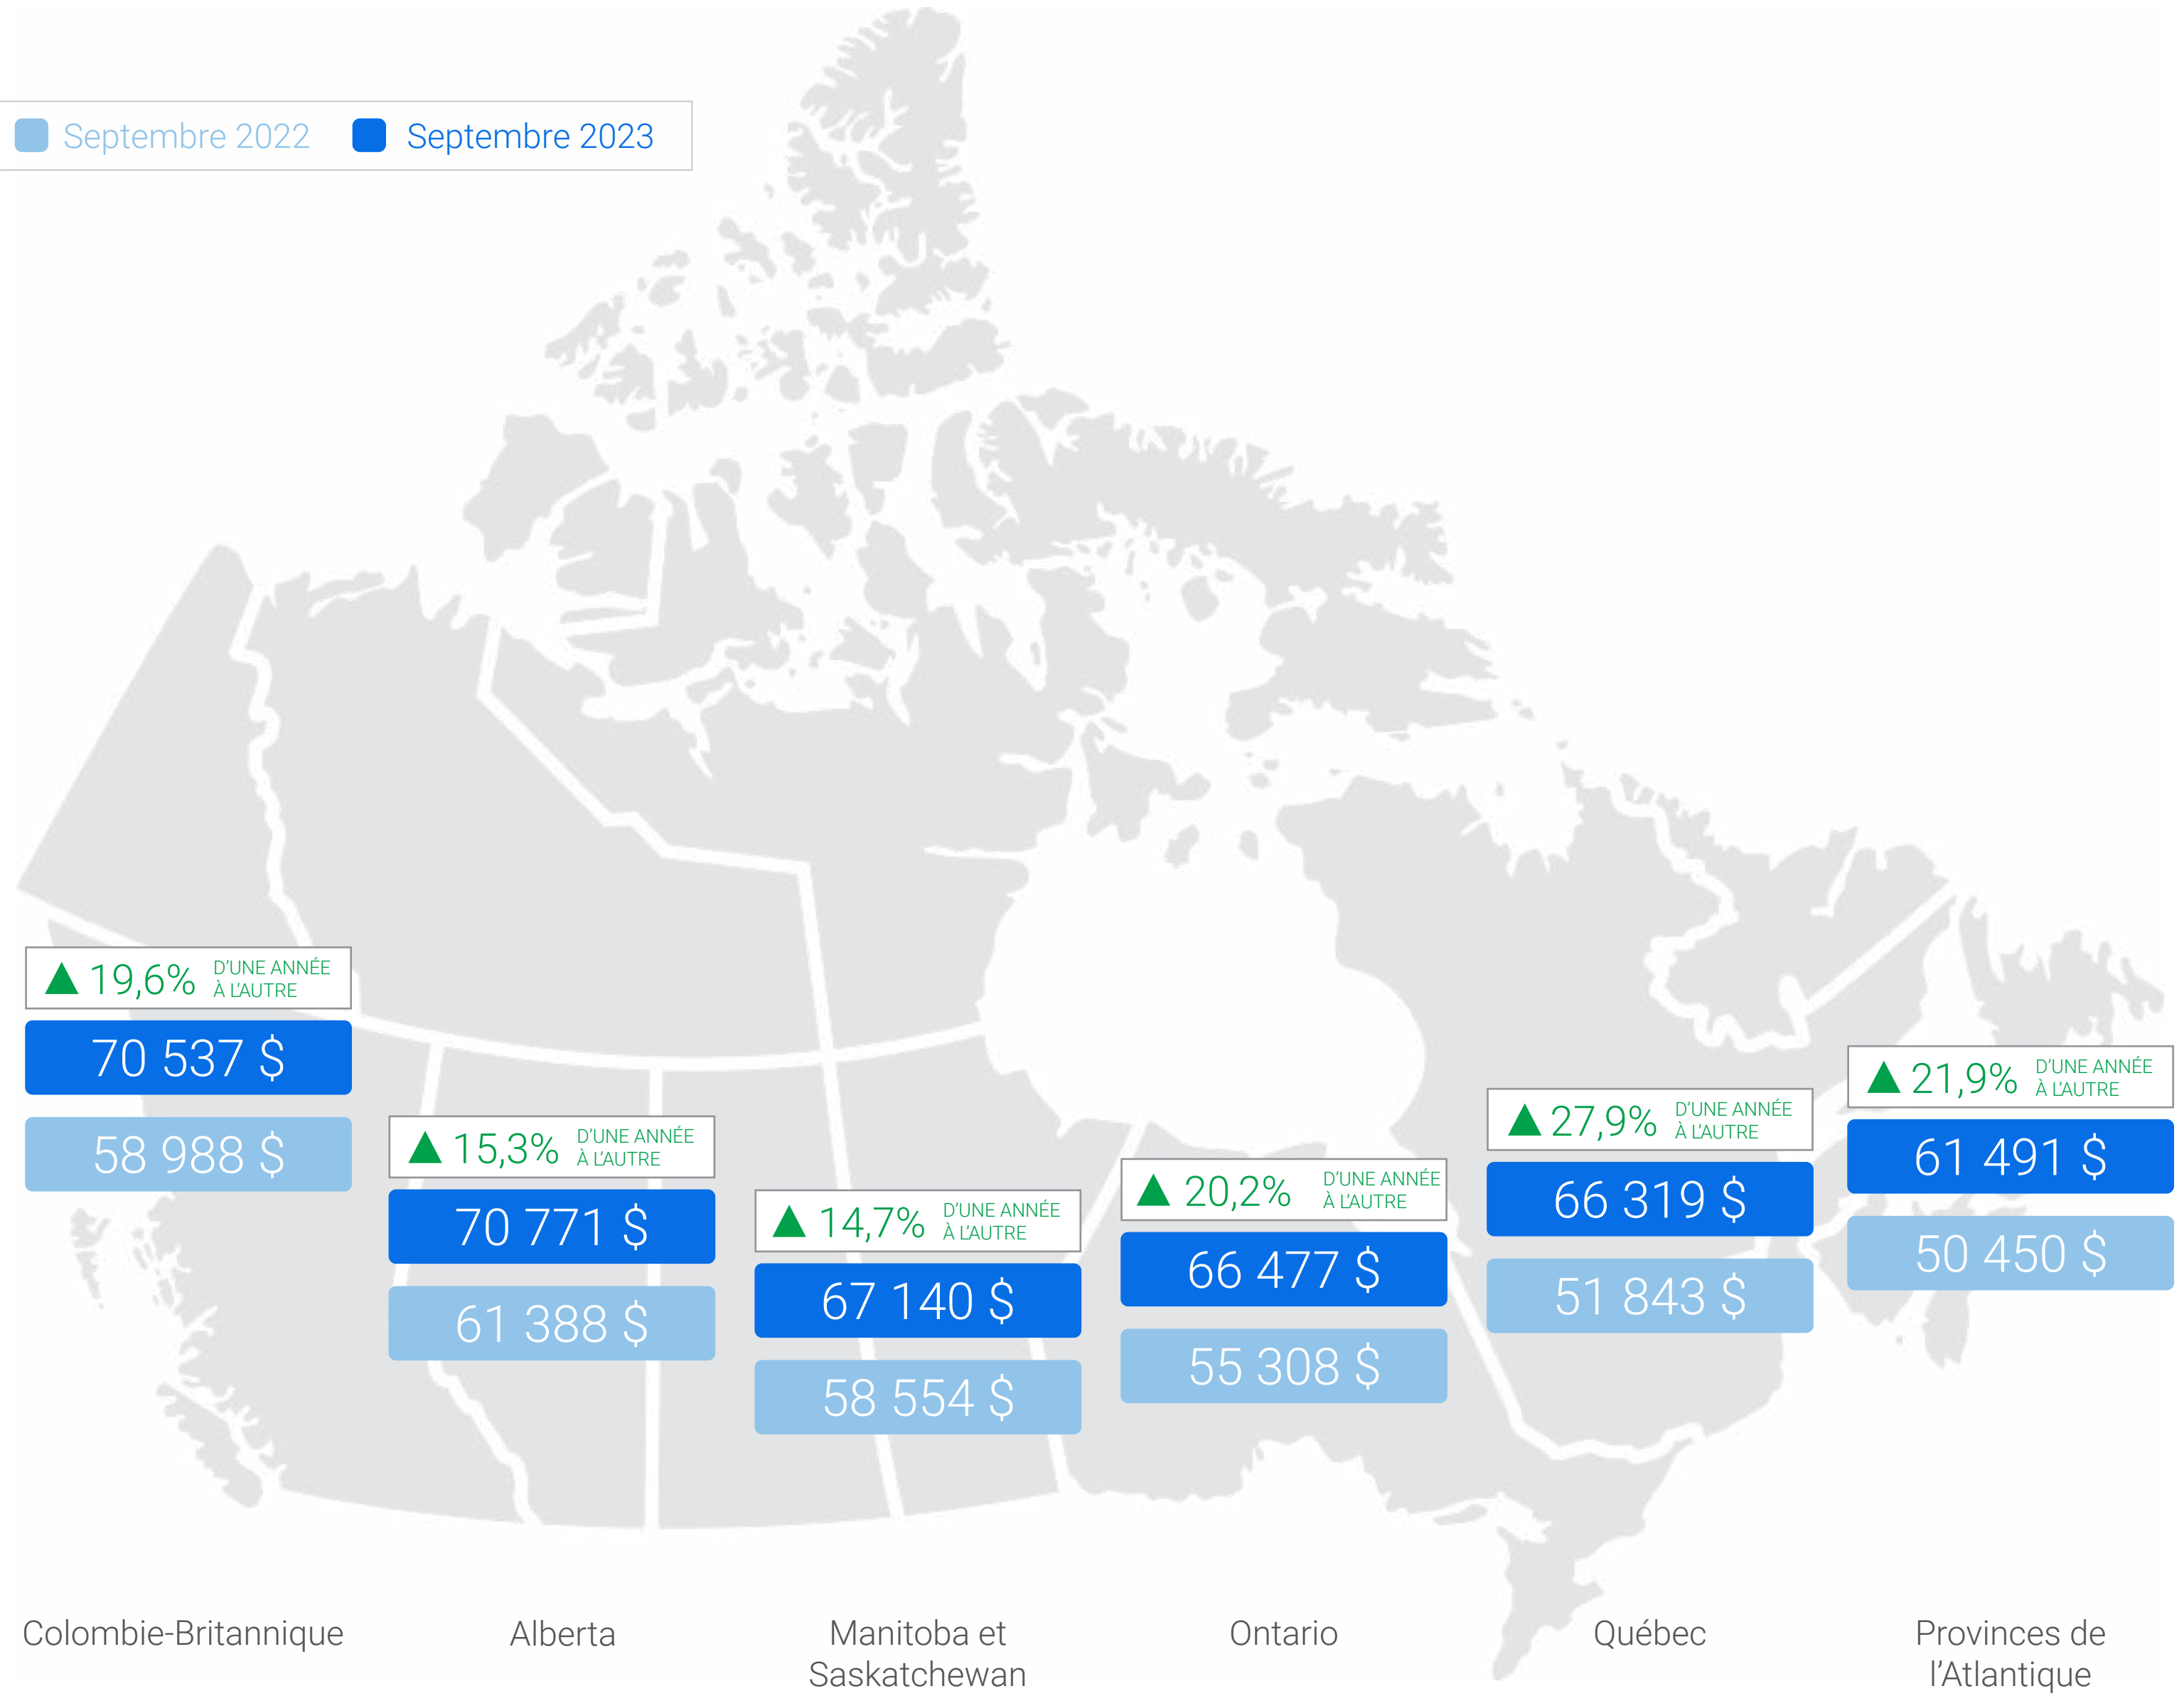 Septembre 2022
Septembre 2023
▲ 19,6% D'UNE ANNÉE
À L'AUTRE
70 537 $
58 988 $
▲ 15,3% D'UNE ANNÉE
À L'AUTRE
70 771 $
61 388 $
▲ 14,7% D'UNE ANNÉE
À L'AUTRE
67 140 $
58 554 $
▲ 20,2% D'UNE ANNÉE
À L'AUTRE
66 477 $
55 308 $
▲ 27,9% D'UNE ANNÉE
À L'AUTRE
66 319 $
51 843 $
▲ 21,9% D'UNE ANNÉE
À L'AUTRE
61 491 $
50 450 $
Colombie-Britannique
Alberta
Manitoba et
Saskatchewan
Ontario
Québec
Provinces de
l'Atlantique